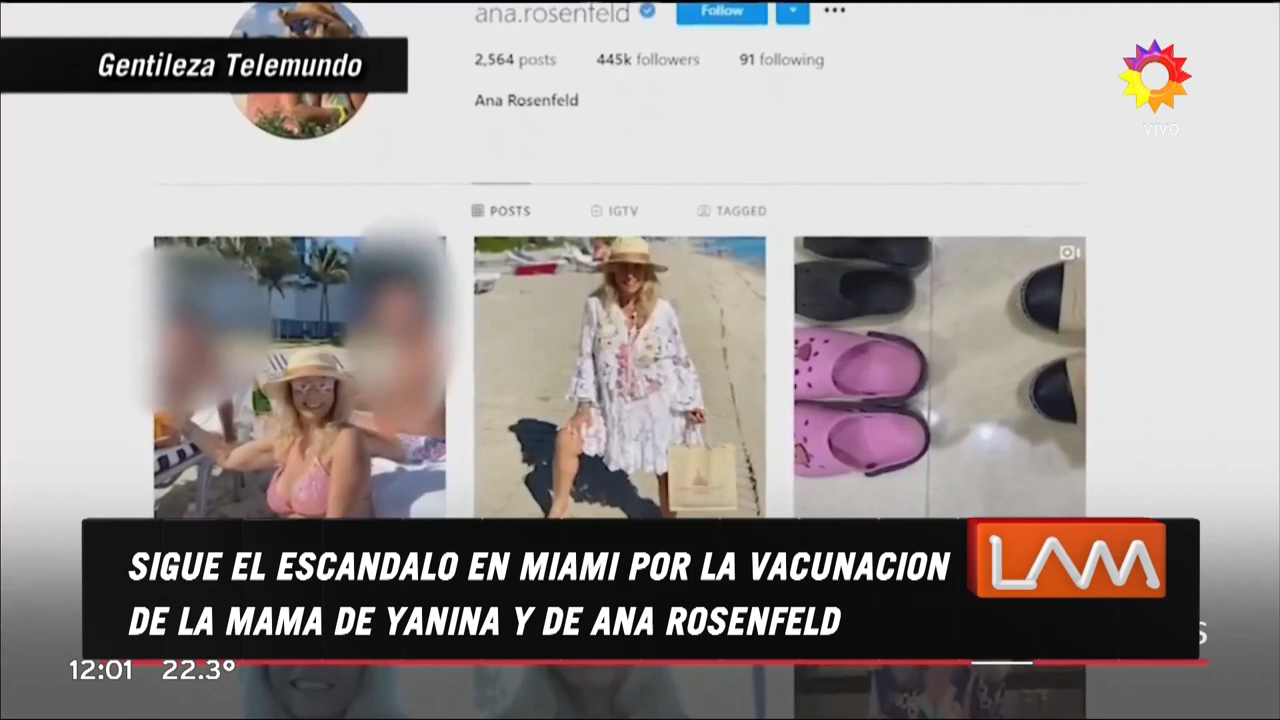 ana.rosenfeld
Follow
Gentileza Telemundo
2,564 posts 445k followers 91 following
Ana Rosenfeld
VIVO
POSTS IGTV TAGGED
SIGUE EL ESCANDALO EN MIAMI POR LA VACUNACION
DE LA MAMA DE YANINA Y DE ANA ROSENFELD
LAM
12:01 22.3°